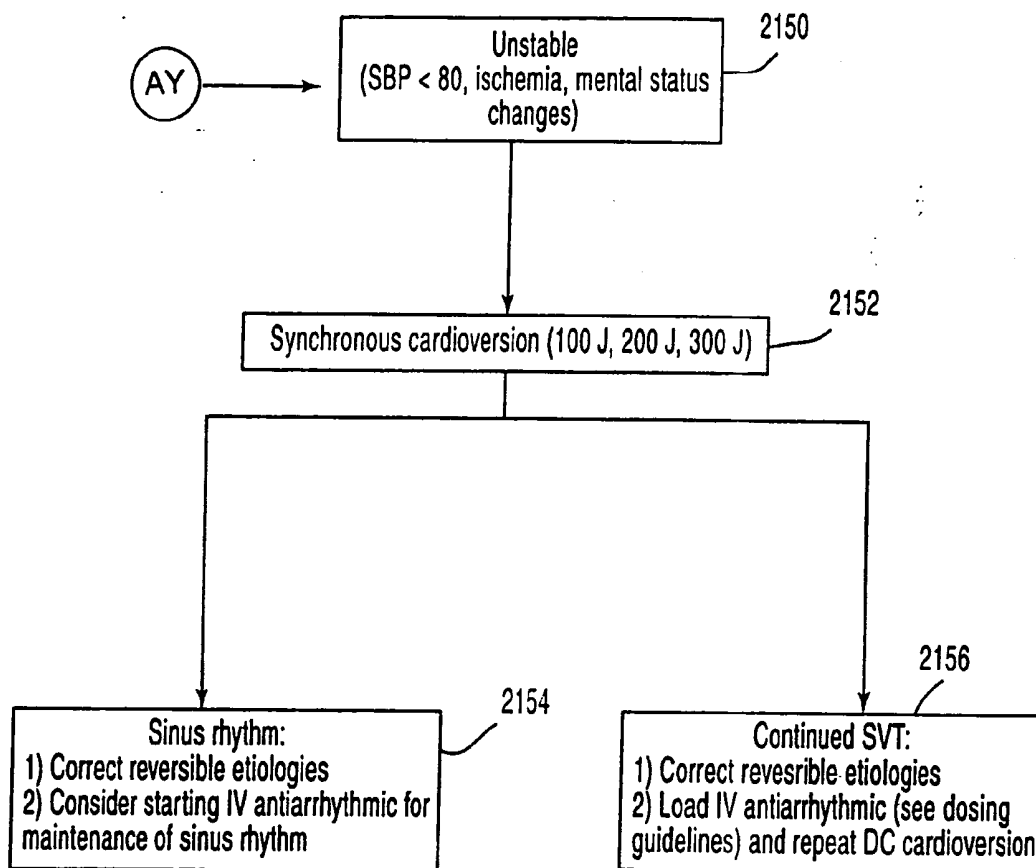 2150
Unstable
(SBP < 80, ischemia, mental status
changes)
AY
2152
Synchronous cardioversion (100 J, 200 J, 300 J)
2154
Sinus rhythm:
1) Correct reversible etiologies
2) Consider starting IV antiarrhythmic for
maintenance of sinus rhythm
2156
Continued SVT:
1) Correct revesrible etiologies
2) Load IV antiarrhythmic (see dosing
guidelines) and repeat DC cardioversion